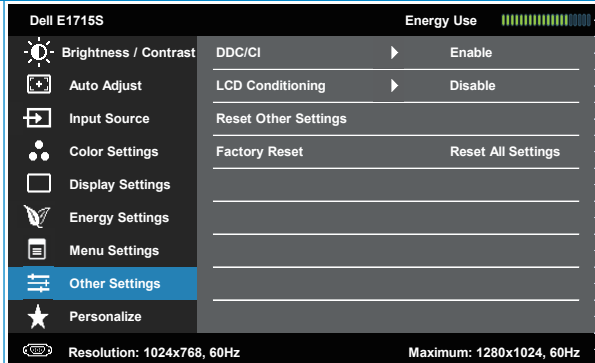 Dell E1715S Energy Use
Brightness / Contrast DDC/CI Enable
Auto Adjust LCD Conditioning Disable
Input Source Reset Other Settings
Color Settings Factory Reset Reset All Settings
Display Settings
Energy Settings
Menu Settings
Other Settings
Personalize
Resolution: 1024x768, 60Hz Maximum: 1280x1024, 60Hz